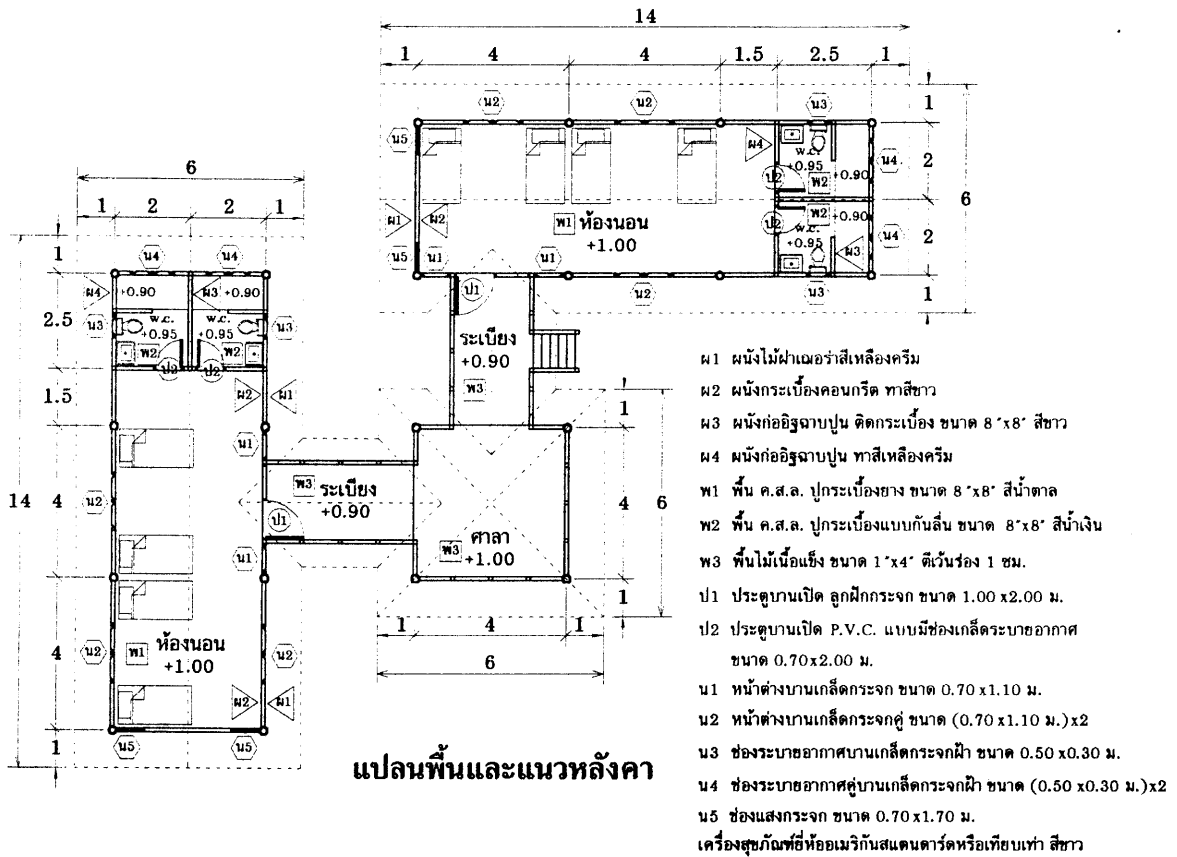 14
1 4 4 1.5 2.5 1
น2 น2 น3
1
น5 ผ4 w.c. +0.95 น4
ป2 พ2 +0.90
2
6
6
1 2 2 1
ผ1 ผ2 พ1 ห้องนอน +1.00
ป2 พ2 +0.90
w.c. +0.95 ผ3 น4
2
น5 น1 น1 น2 น3
1
1
น4 น4
ผ4 +0.90 ผ3 +0.90
2.5
น3 w.c. +0.95 w.c. +0.95 น3
พ2 พ2
ป2 ป2
ป1
ระเบียง
+0.90
พ3
1.5
ผ2 ผ1
น1
14
4
น2
พ3 ระเบียง
+0.90
ป1
น1
ศาลา
พ3 +1.00
1
4
6
1
4
น2 พ1 ห้องนอน
+1.00
น2
ผ2 ผ1
1 4 1
6
1
น5 น5
แปลนพื้นและแนวหลังคา
ผ1 ผนังไม้ฝาเฌอร่าสีเหลืองครีม
ผ2 ผนังกระเบื้องคอนกรีต ทาสีขาว
ผ3 ผนังก่ออิฐฉาบปูน ติดกระเบื้อง ขนาด 8"x8" สีขาว
ผ4 ผนังก่ออิฐฉาบปูน ทาสีเหลืองครีม
พ1 พื้น ค.ส.ล. ปูกระเบื้องยาง ขนาด 8"x8" สีน้ำตาล
พ2 พื้น ค.ส.ล. ปูกระเบื้องแบบกันลื่น ขนาด 8"x8" สีน้ำเงิน
พ3 พื้นไม้เนื้อแข็ง ขนาด 1"x4" ตีเว้นร่อง 1 ซม.
ป1 ประตูบานเปิด ลูกฟักกระจก ขนาด 1.00 x2.00 ม.
ป2 ประตูบานเปิด P.V.C. แบบมีช่องเกล็ดระบายอากาศ
ขนาด 0.70x2.00 ม.
น1 หน้าต่างบานเกล็ดกระจก ขนาด 0.70 x1.10 ม.
น2 หน้าต่างบานเกล็ดกระจกคู่ ขนาด (0.70 x1.10 ม.)x2
น3 ช่องระบายอากาศบานเกล็ดกระจกฝ้า ขนาด 0.50 x0.30 ม.
น4 ช่องระบายอากาศคู่บานเกล็ดกระจกฝ้า ขนาด (0.50 x0.30 ม.)x2
น5 ช่องแสงกระจก ขนาด 0.70 x1.70 ม.
เครื่องสุขภัณฑ์ยี่ห้ออเมริกันสแตนดาร์ดหรือเทียบเท่า สีขาว